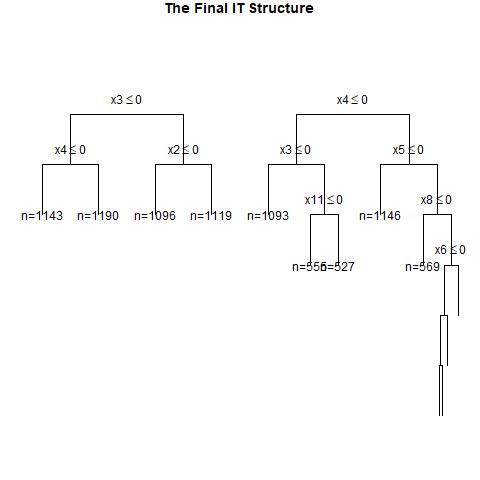 The Final IT Structure
x3 ≤ 0
x4 ≤ 0
x4 ≤ 0
x2 ≤ 0
x3 ≤ 0
x5 ≤ 0
x11 ≤ 0
x8 ≤ 0
n=1143
n=1190
n=1096
n=1119
n=1093
n=1146
x6 ≤ 0
n=555
n=527
n=569